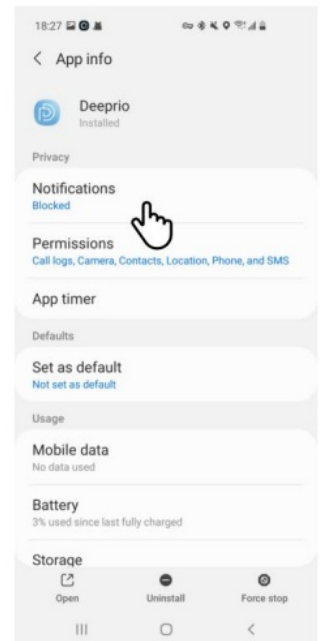 18:27
App info
Deeprio
Installed
Privacy
Notifications
Blocked
Permissions
Call logs, Camera, Contacts, Location, Phone, and SMS
App timer
Defaults
Set as default
Not set as default
Usage
Mobile data
No data used
Battery
3% used since last fully charged
Storage
Open Uninstall Force stop